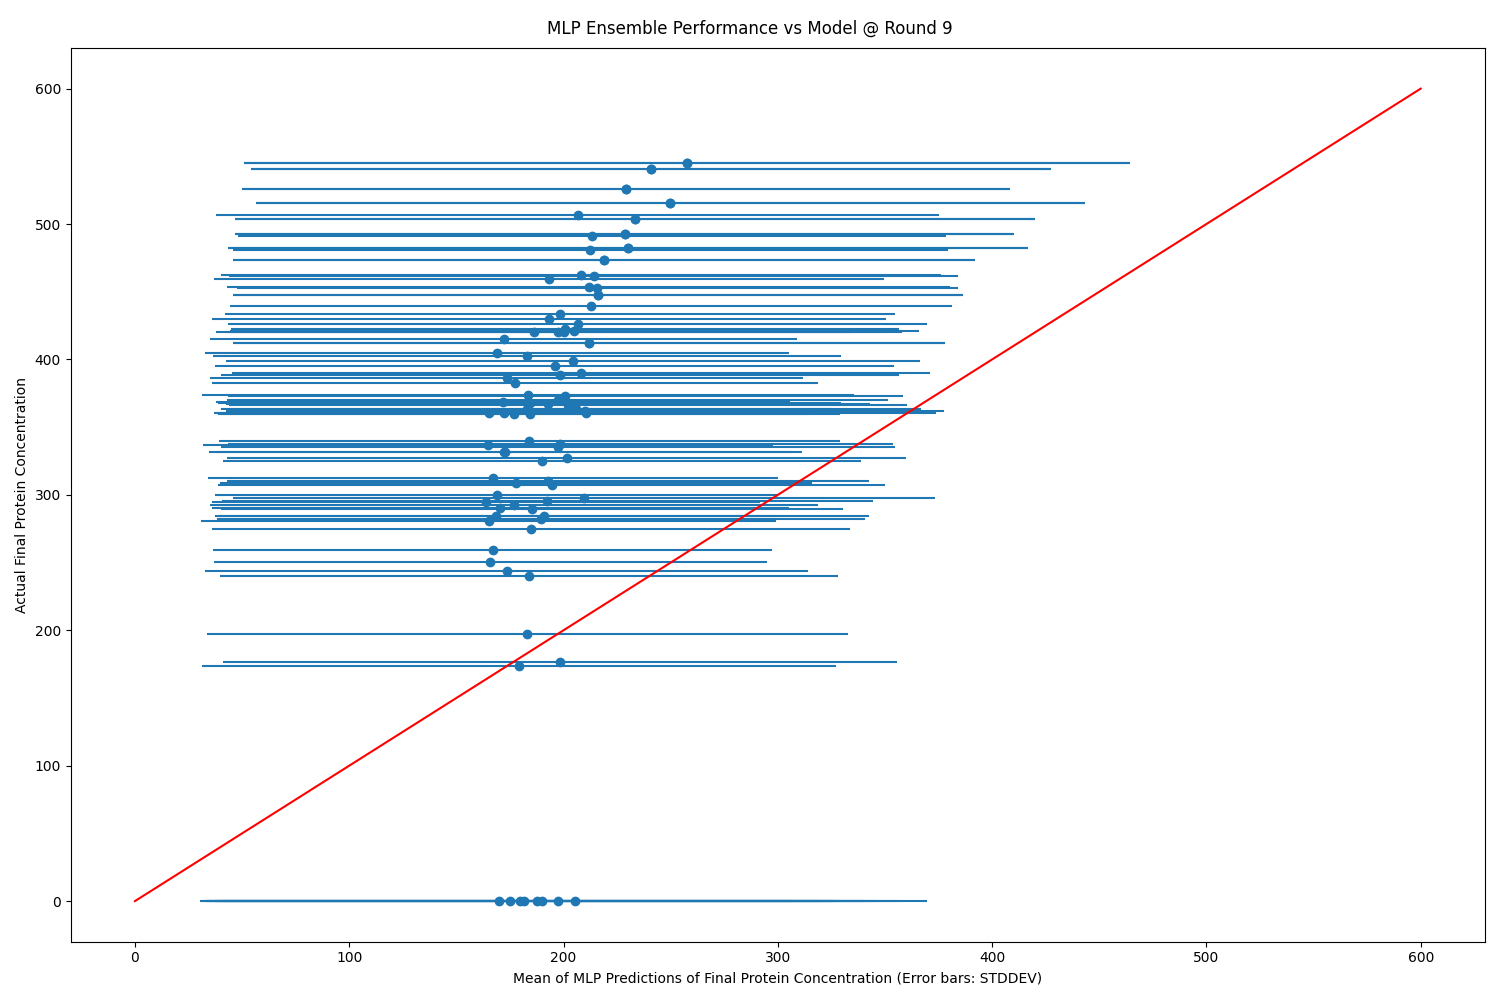 MLP Ensemble Performance vs Model @ Round 9
Actual Final Protein Concentration
600
500
400
300
200
100
0
0 100 200 300 400 500 600
Mean of MLP Predictions of Final Protein Concentration (Error bars: STDDEV)